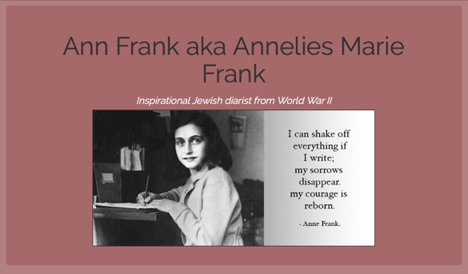 Ann Frank aka Annelies Marie
Frank
Inspirational Jewish diarist from World War II
I can shake off
everything if
I write;
my sorrows
disappear.
my courage is
reborn.
- Anne Frank.